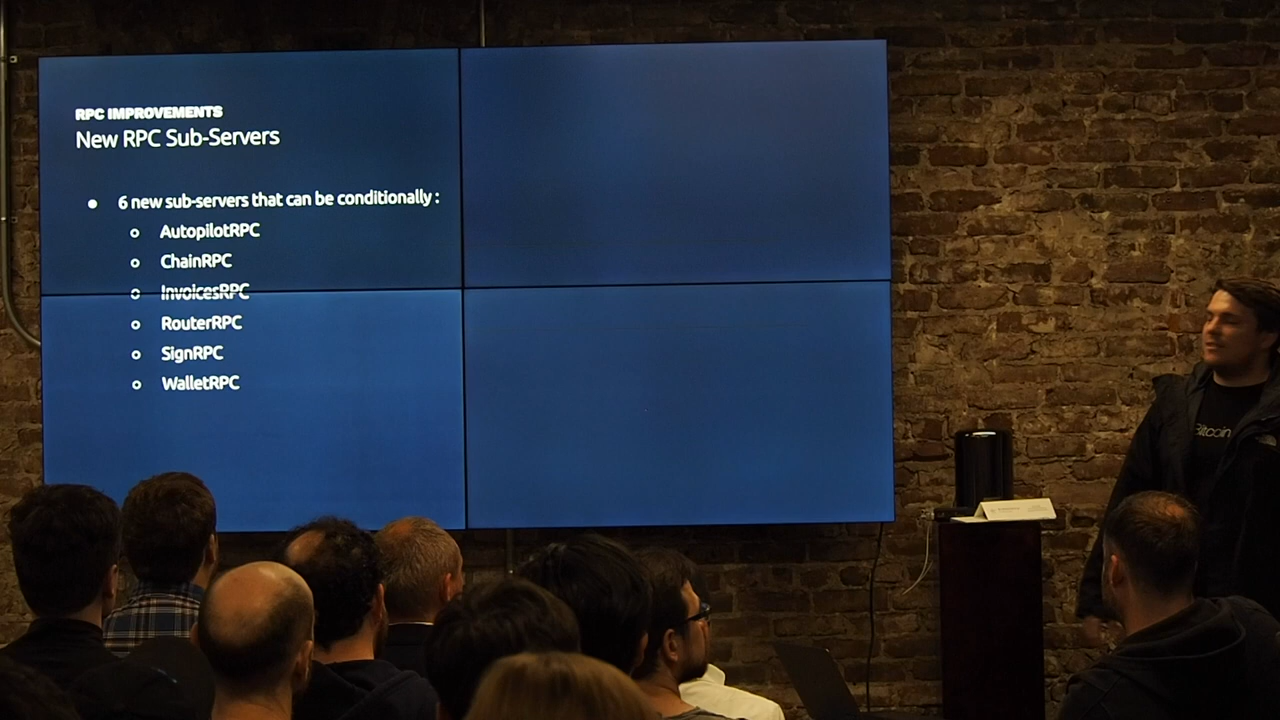 RPC IMPROVEMENTS
New RPC Sub-Servers
6 new sub-servers that can be conditionally :
AutopilotRPC
ChainRPC
InvoicesRPC
RouterRPC
SignRPC
WalletRPC
Bitcoin